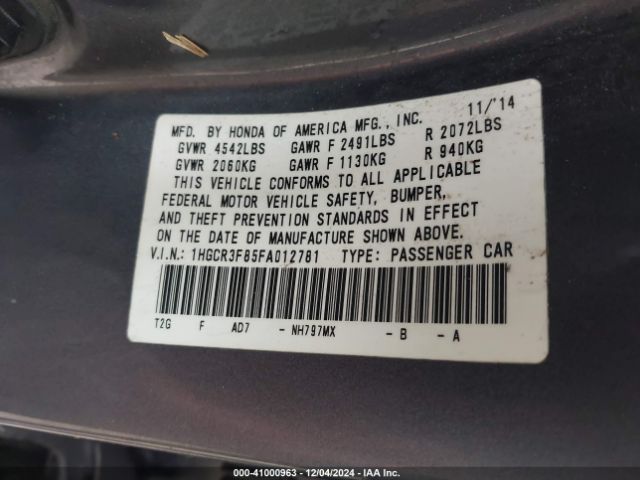 MFD. BY HONDA OF AMERICA MFG., INC. 11/'14
GVWR 4542LBS GAWR F 2491LBS R 2072LBS
GVWR 2060KG GAWR F 1130KG R 940KG
THIS VEHICLE CONFORMS TO ALL APPLICABLE
FEDERAL MOTOR VEHICLE SAFETY, BUMPER,
AND THEFT PREVENTION STANDARDS IN EFFECT
ON THE DATE OF MANUFACTURE SHOWN ABOVE.
V.I.N.: 1HGCR3F85FA012781 TYPE: PASSENGER CAR
T2G F AD7 - NH797MX - B - A
000-41000963 - 12/04/2024 - IAAI.COM